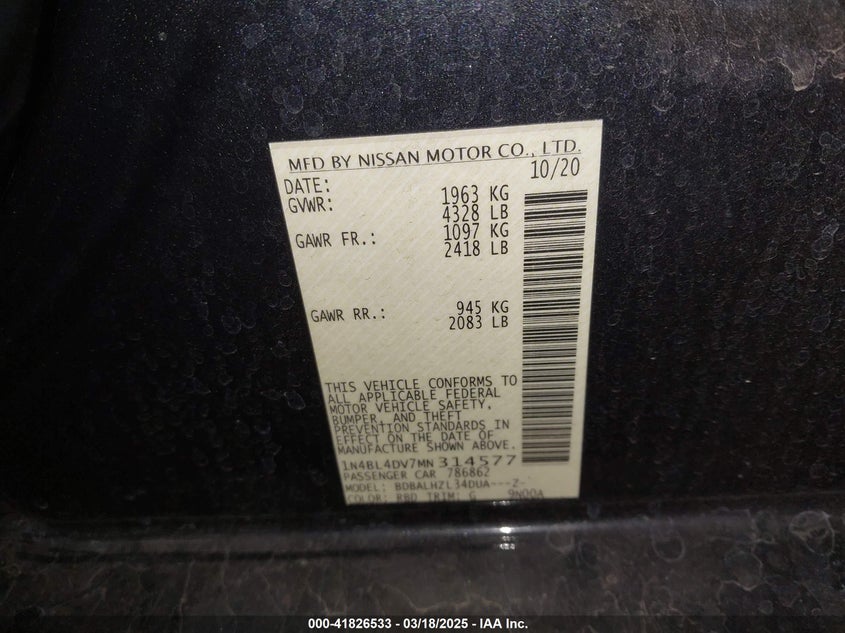 MFD BY NISSAN MOTOR CO., LTD.
DATE: 10/20
GVWR: 1963 KG
4328 LB
GAWR FR.: 1097 KG
2418 LB
GAWR RR.: 945 KG
2083 LB
THIS VEHICLE CONFORMS TO
ALL APPLICABLE FEDERAL
MOTOR VEHICLE SAFETY,
BUMPER, AND THEFT
PREVENTION STANDARDS IN
EFFECT ON THE DATE OF
MANUFACTURE SHOWN ABOVE.
1N4BL4DV7MN314577
PASSENGER CAR 786862
MODEL: BDBALHZL34DUA---Z-
COLOR: RBD TRIM: G 9N00A
000-41826533 - 03/18/2025 - IAA Inc.